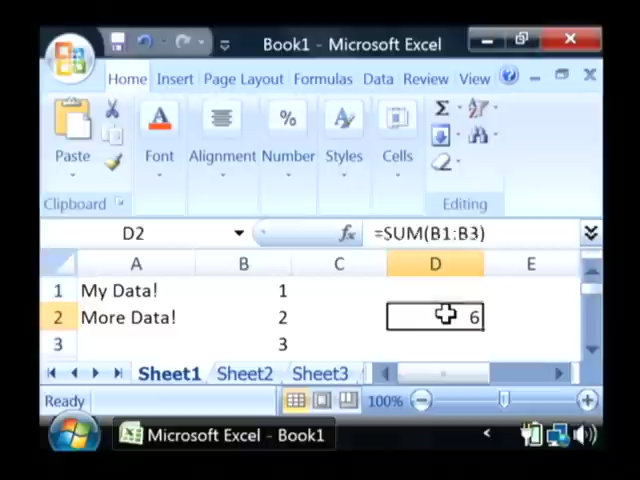 Book1 - Microsoft Excel
Home Insert Page Layout Formulas Data Review View
Paste Font Alignment Number Styles Cells
Clipboard Editing
D2 fx =SUM(B1:B3)
A B C D E
1 My Data! 1
2 More Data! 2 6
3 3
Sheet1 Sheet2 Sheet3
Ready 100%
Microsoft Excel - Book1